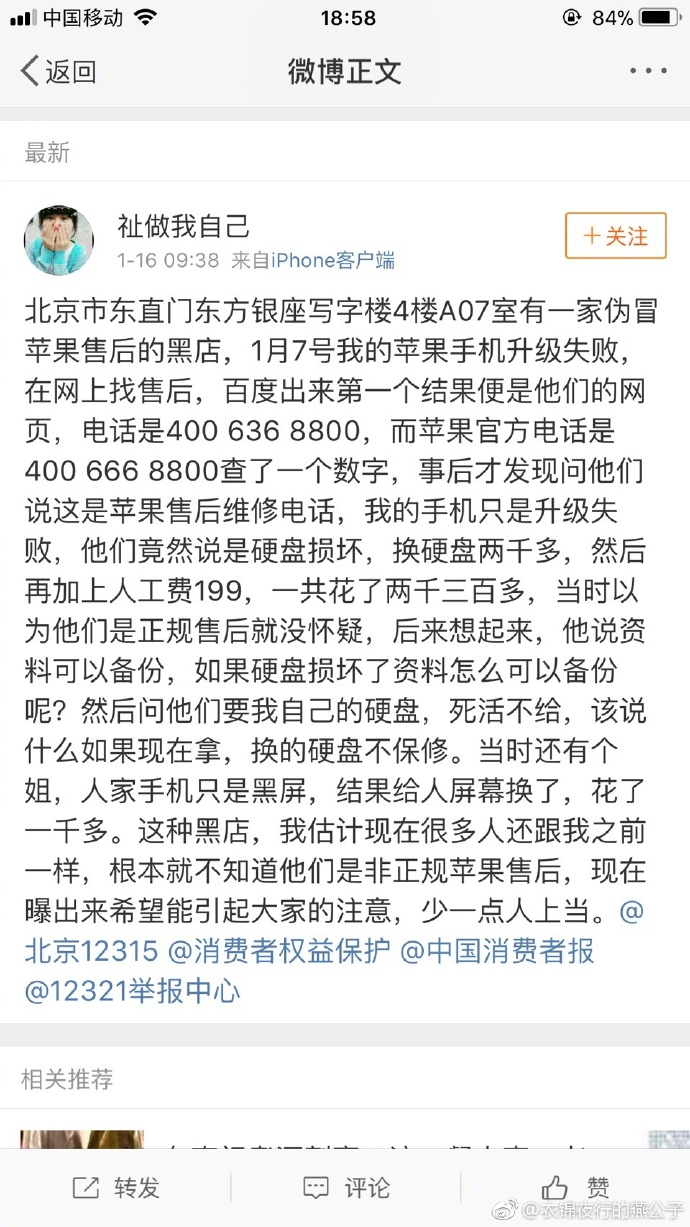 中国移动 18:58 84%
返回 微博正文
最新
祉做我自己
1-16 09:38 来自iPhone客户端
+关注
北京市东直门东方银座写字楼4楼A07室有一家伪冒
苹果售后的黑店，1月7号我的苹果手机升级失败，
在网上找售后，百度出来第一个结果便是他们的网
页，电话是400 636 8800，而苹果官方电话是
400 666 8800查了一个数字，事后才发现问他们
说这是苹果售后维修电话，我的手机只是升级失
败，他们竟然说是硬盘损坏，换硬盘两千多，然后
再加上人工费199，一共花了两千三百多，当时以
为他们是正规售后就没怀疑，后来想起来，他说资
料可以备份，如果硬盘损坏了资料怎么可以备份
呢？然后问他们要我自己的硬盘，死活不给，该说
什么如果现在拿，换的硬盘不保修。当时还有个
姐，人家手机只是黑屏，结果给人屏幕换了，花了
一千多。这种黑店，我估计现在很多人还跟我之前
一样，根本就不知道他们是非正规苹果售后，现在
曝出来希望能引起大家的注意，少一点人上当。@
北京12315 @消费者权益保护 @中国消费者报
@12321举报中心
相关推荐
转发 评论 赞
@衣锦夜行的燕公子